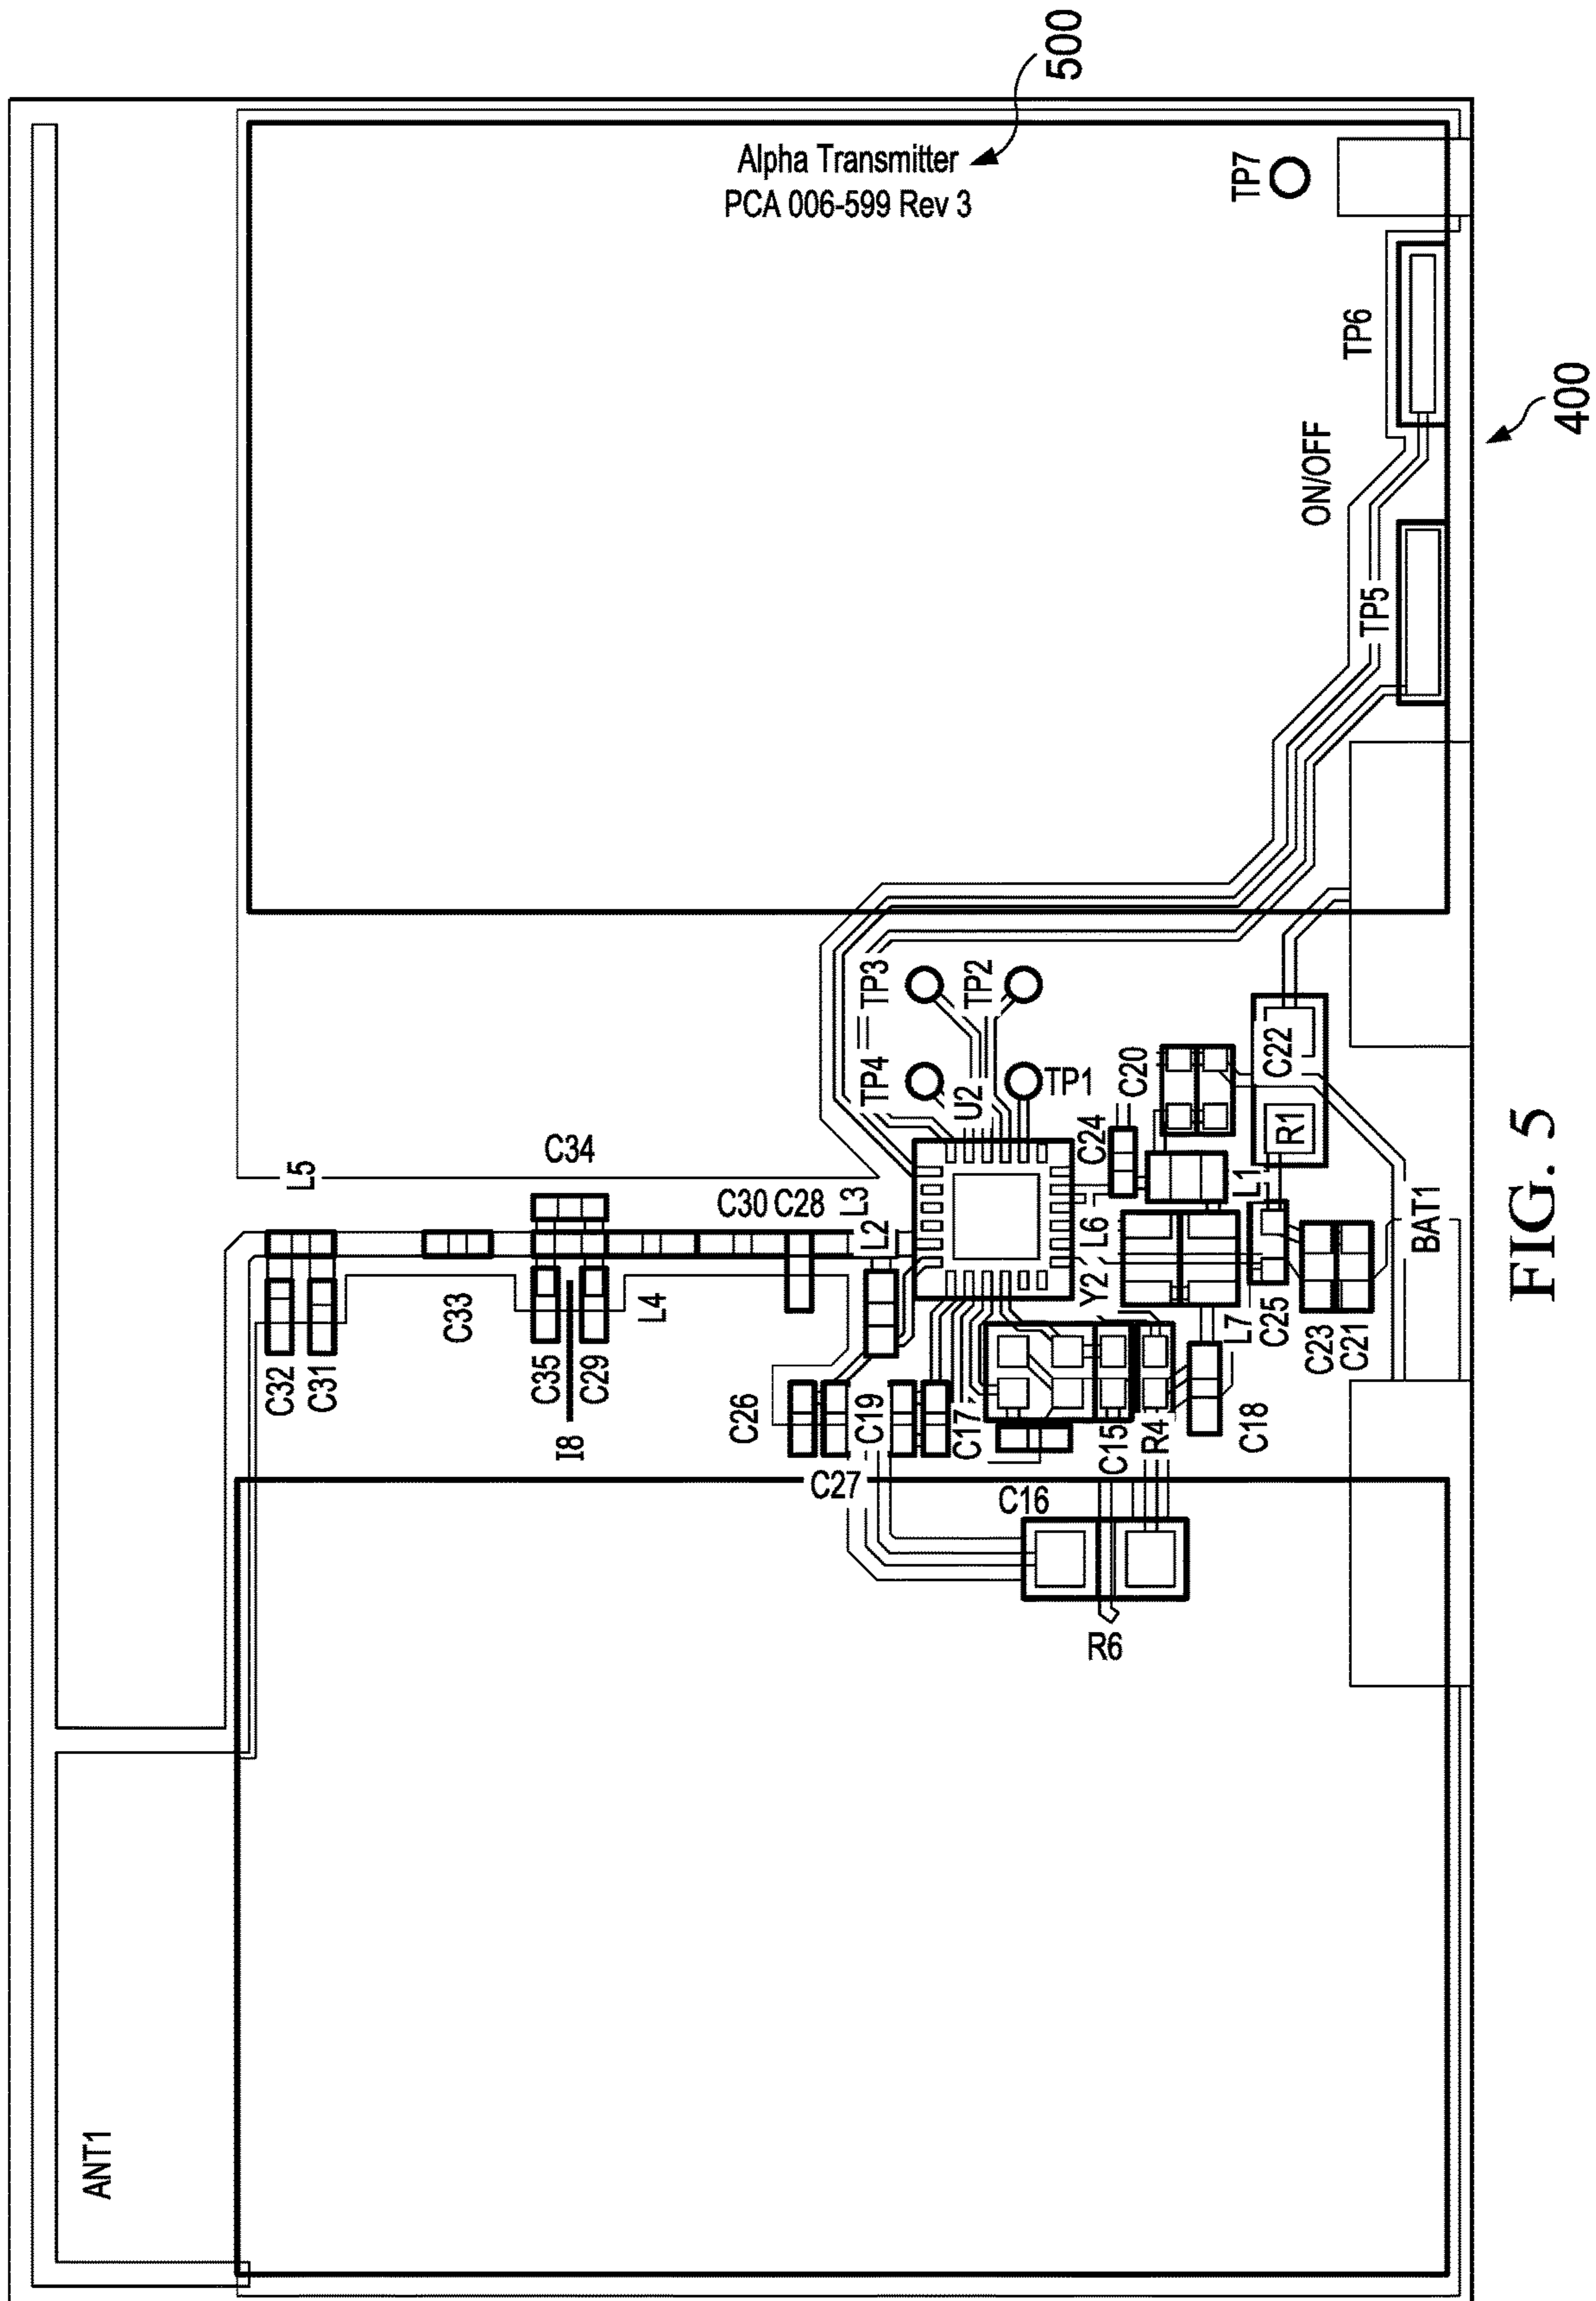 500
Alpha Transmitter
PCA 006-599 Rev 3
TP7
TP6
400
ON/OFF
TP5
TP3
TP2
TP4
U2
TP1
C20
C22
C24
R1
L5
C34
C30 C28
L3
L2
L6
L1
BAT1
Y2
C33
L4
L7
C25
C23
C21
C32
C31
C35
C29
I8
C26
C19
C17
C15
R4
C18
C27
C16
R6
ANT1
FIG. 5